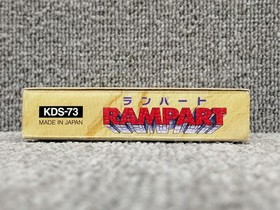 KDS-73
MADE IN JAPAN
ランパート
RAMPART